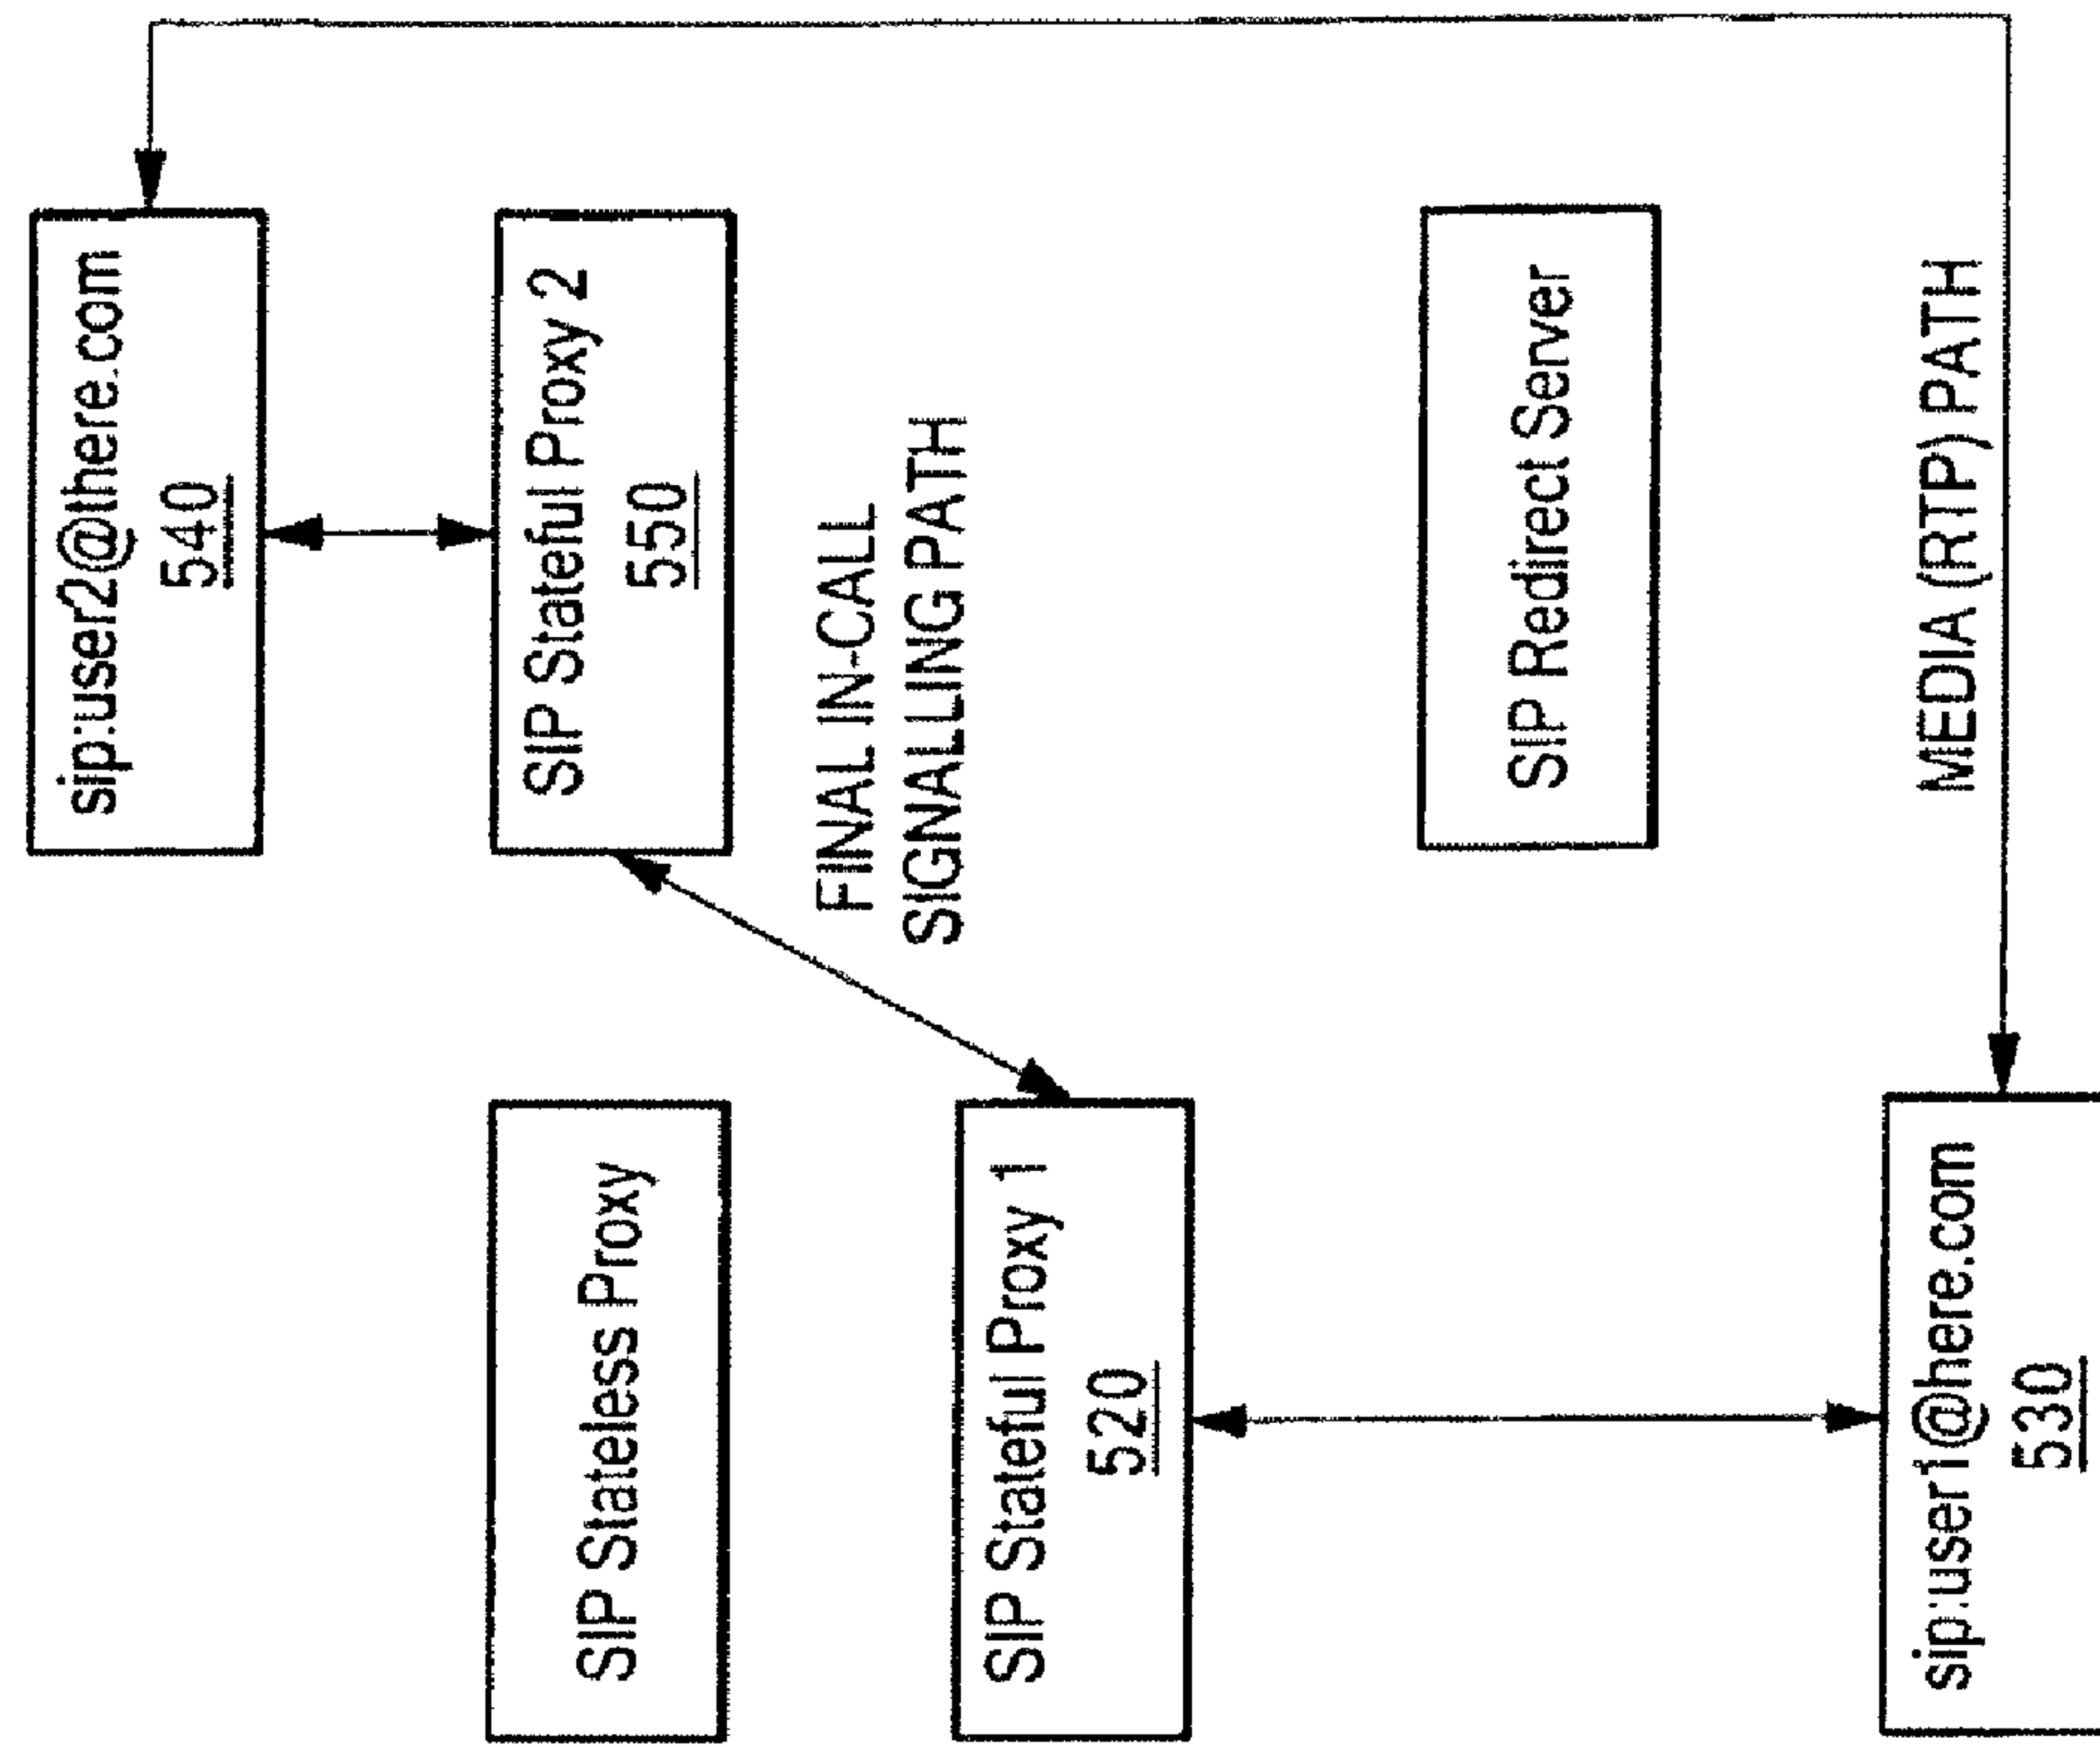 sip:user2@there.com
540
SIP Stateful Proxy 2
550
FINAL IN-CALL
SIGNALLING PATH
SIP Redirect Server
MEDIA (RTP) PATH
SIP Stateless Proxy
SIP Stateful Proxy 1
520
sip:user1@here.com
530